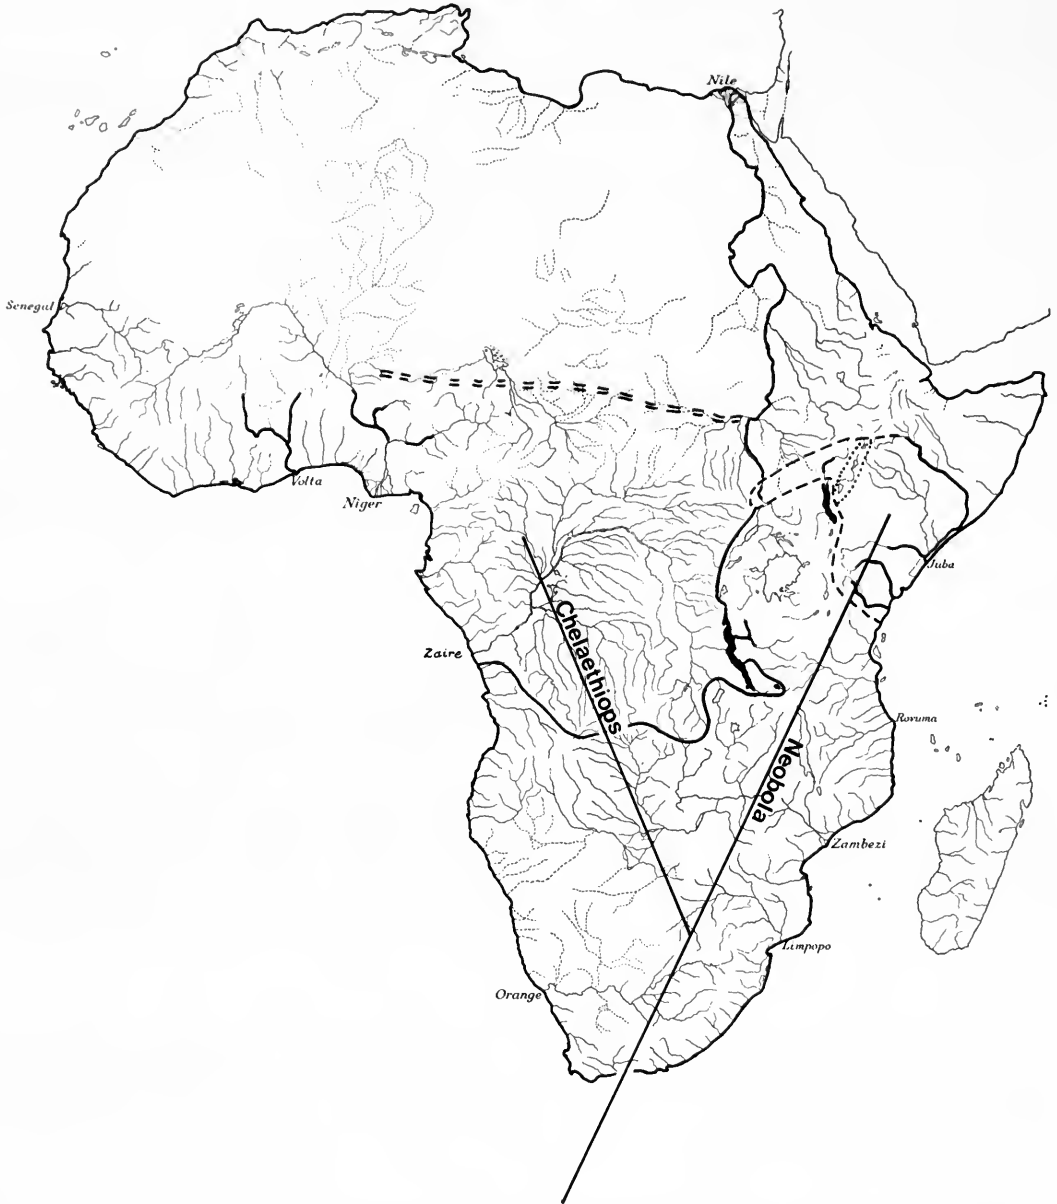 Nile
Senegal
Volta
Niger
Juba
Chelaethiops
Zaire
Rovuma
Neobola
Zambezi
Limpopo
Orange